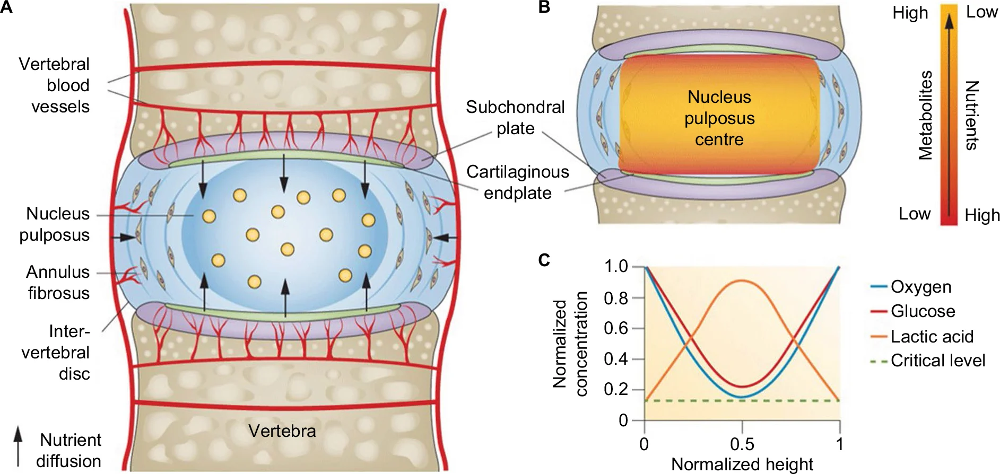 A
Vertebral
blood
vessels
Nucleus
pulposus
Annulus
fibrosus
Inter-
vertebral
disc
Nutrient
diffusion
Vertebra
Subchondral
plate
Cartilaginous
endplate
B
Nucleus
pulposus
centre
High
Low
Metabolites
Nutrients
Low
High
C
Normalized
concentration
1.0
0.8
0.6
0.4
0.2
0
0
0.5
1
Normalized height
Oxygen
Glucose
Lactic acid
Critical level